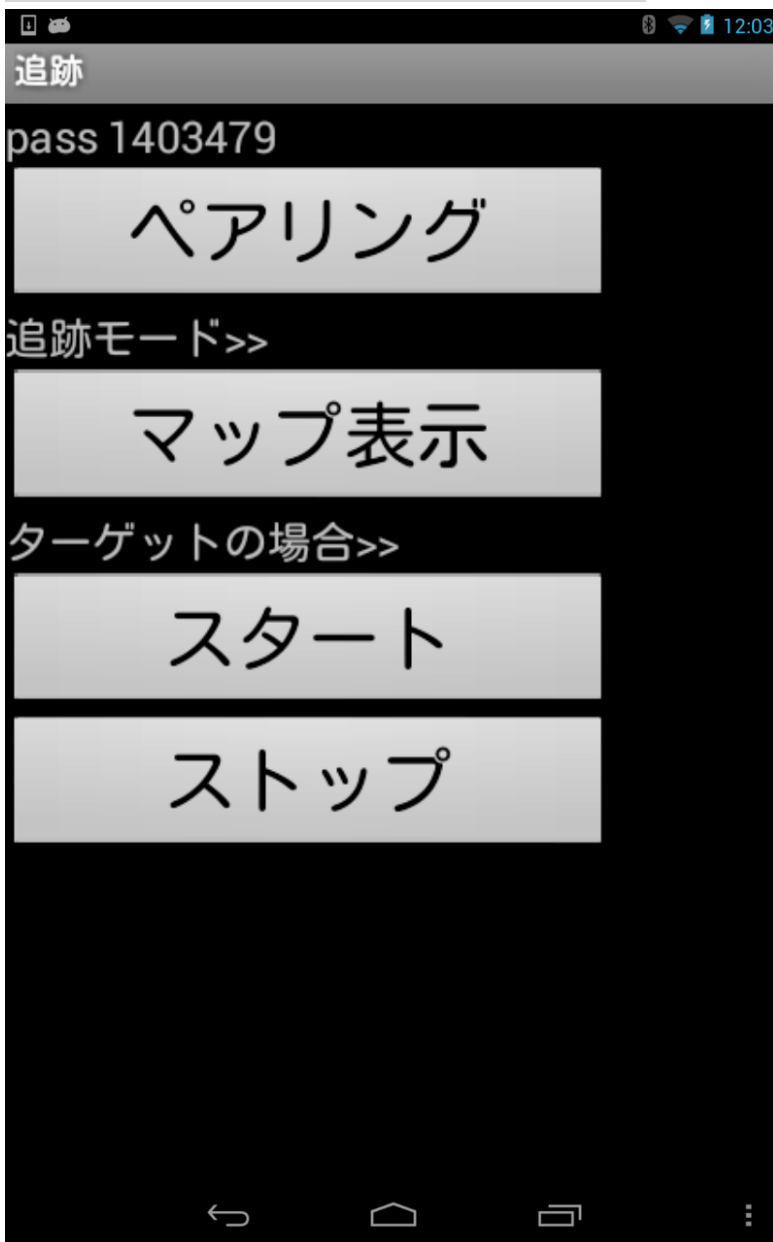 12:03
追跡
pass 1403479
ペアリング
追跡モード>>
マップ表示
ターゲットの場合>>
スタート
ストップ